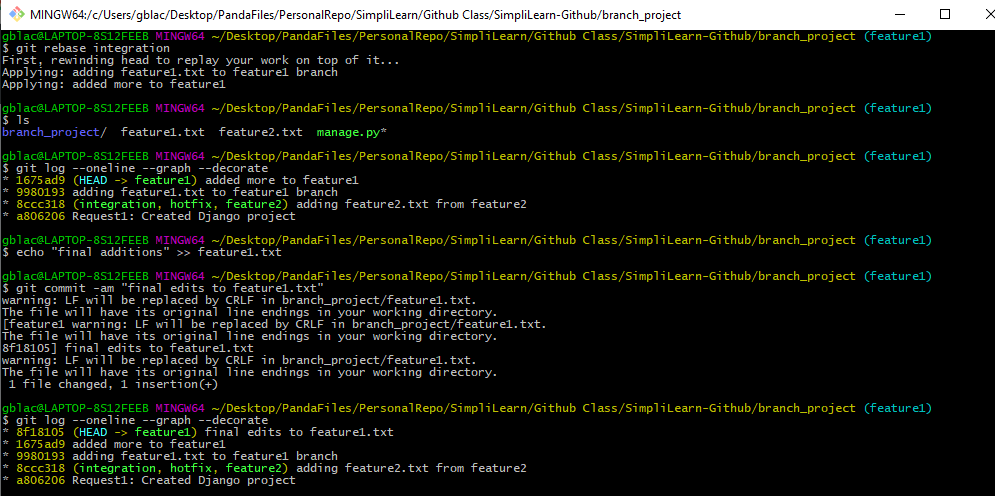 MINGW64:/c/Users/gblac/Desktop/PandaFiles/PersonalRepo/SimpliLearn/Github Class/SimpliLearn-Github/branch_project
gblac@LAPTOP-8S12FEEB MINGW64 ~/Desktop/PandaFiles/PersonalRepo/SimpliLearn/Github Class/SimpliLearn-Github/branch_project (feature1)
$ git rebase integration
First, rewinding head to replay your work on top of it...
Applying: adding feature1.txt to feature1 branch
Applying: added more to feature1
gblac@LAPTOP-8S12FEEB MINGW64 ~/Desktop/PandaFiles/PersonalRepo/SimpliLearn/Github Class/SimpliLearn-Github/branch_project (feature1)
$ ls
branch_project/  feature1.txt  feature2.txt  manage.py*
gblac@LAPTOP-8S12FEEB MINGW64 ~/Desktop/PandaFiles/PersonalRepo/SimpliLearn/Github Class/SimpliLearn-Github/branch_project (feature1)
$ git log --oneline --graph --decorate
* 1675ad9 (HEAD -> feature1) added more to feature1
* 9980193 adding feature1.txt to feature1 branch
* 8ccc318 (integration, hotfix, feature2) adding feature2.txt from feature2
* a806206 Request1: Created Django project
gblac@LAPTOP-8S12FEEB MINGW64 ~/Desktop/PandaFiles/PersonalRepo/SimpliLearn/Github Class/SimpliLearn-Github/branch_project (feature1)
$ echo "final additions" >> feature1.txt
gblac@LAPTOP-8S12FEEB MINGW64 ~/Desktop/PandaFiles/PersonalRepo/SimpliLearn/Github Class/SimpliLearn-Github/branch_project (feature1)
$ git commit -am "final edits to feature1.txt"
warning: LF will be replaced by CRLF in branch_project/feature1.txt.
The file will have its original line endings in your working directory.
[feature1 warning: LF will be replaced by CRLF in branch_project/feature1.txt.
The file will have its original line endings in your working directory.
8f18105] final edits to feature1.txt
warning: LF will be replaced by CRLF in branch_project/feature1.txt.
The file will have its original line endings in your working directory.
 1 file changed, 1 insertion(+)
gblac@LAPTOP-8S12FEEB MINGW64 ~/Desktop/PandaFiles/PersonalRepo/SimpliLearn/Github Class/SimpliLearn-Github/branch_project (feature1)
$ git log --oneline --graph --decorate
* 8f18105 (HEAD -> feature1) final edits to feature1.txt
* 1675ad9 added more to feature1
* 9980193 adding feature1.txt to feature1 branch
* 8ccc318 (integration, hotfix, feature2) adding feature2.txt from feature2
* a806206 Request1: Created Django project